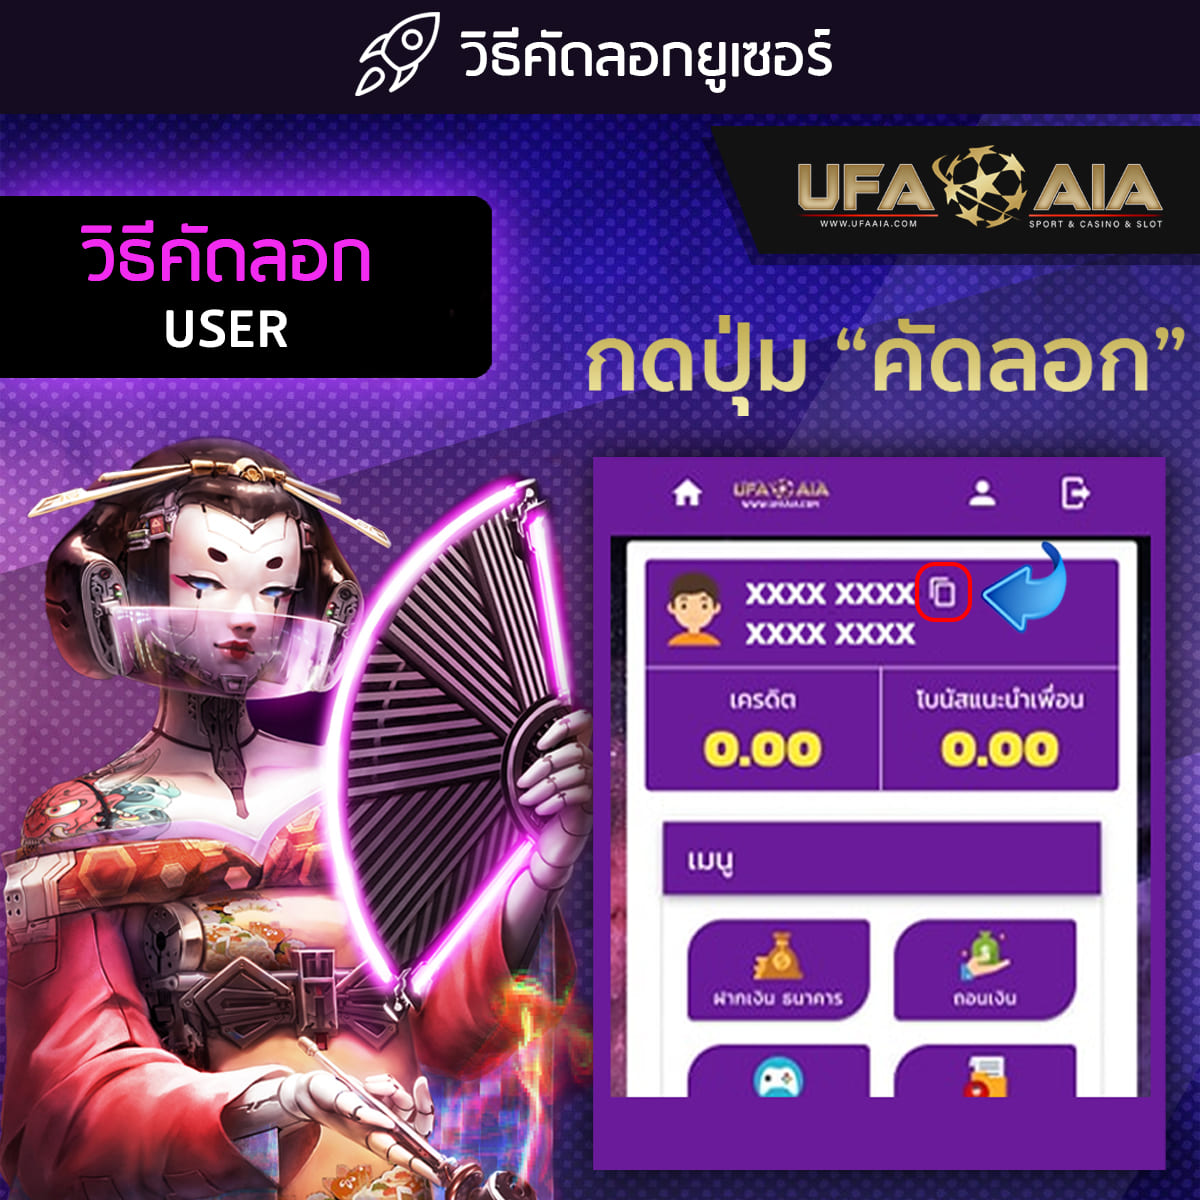 วิธีคัดลอกยูเซอร์
UFA AIA
WWW.UFAAIA.COM
SPORT & CASINO & SLOT
วิธีคัดลอก
USER
กดปุ่ม “คัดลอก”
UFA AIA
WWW.UFAAIA.COM
XXXX XXXX
XXXX XXXX
เครดิต
โบนัสแนะนำเพื่อน
0.00
0.00
เมนู
ฝากเงิน ธนาคาร
ถอนเงิน